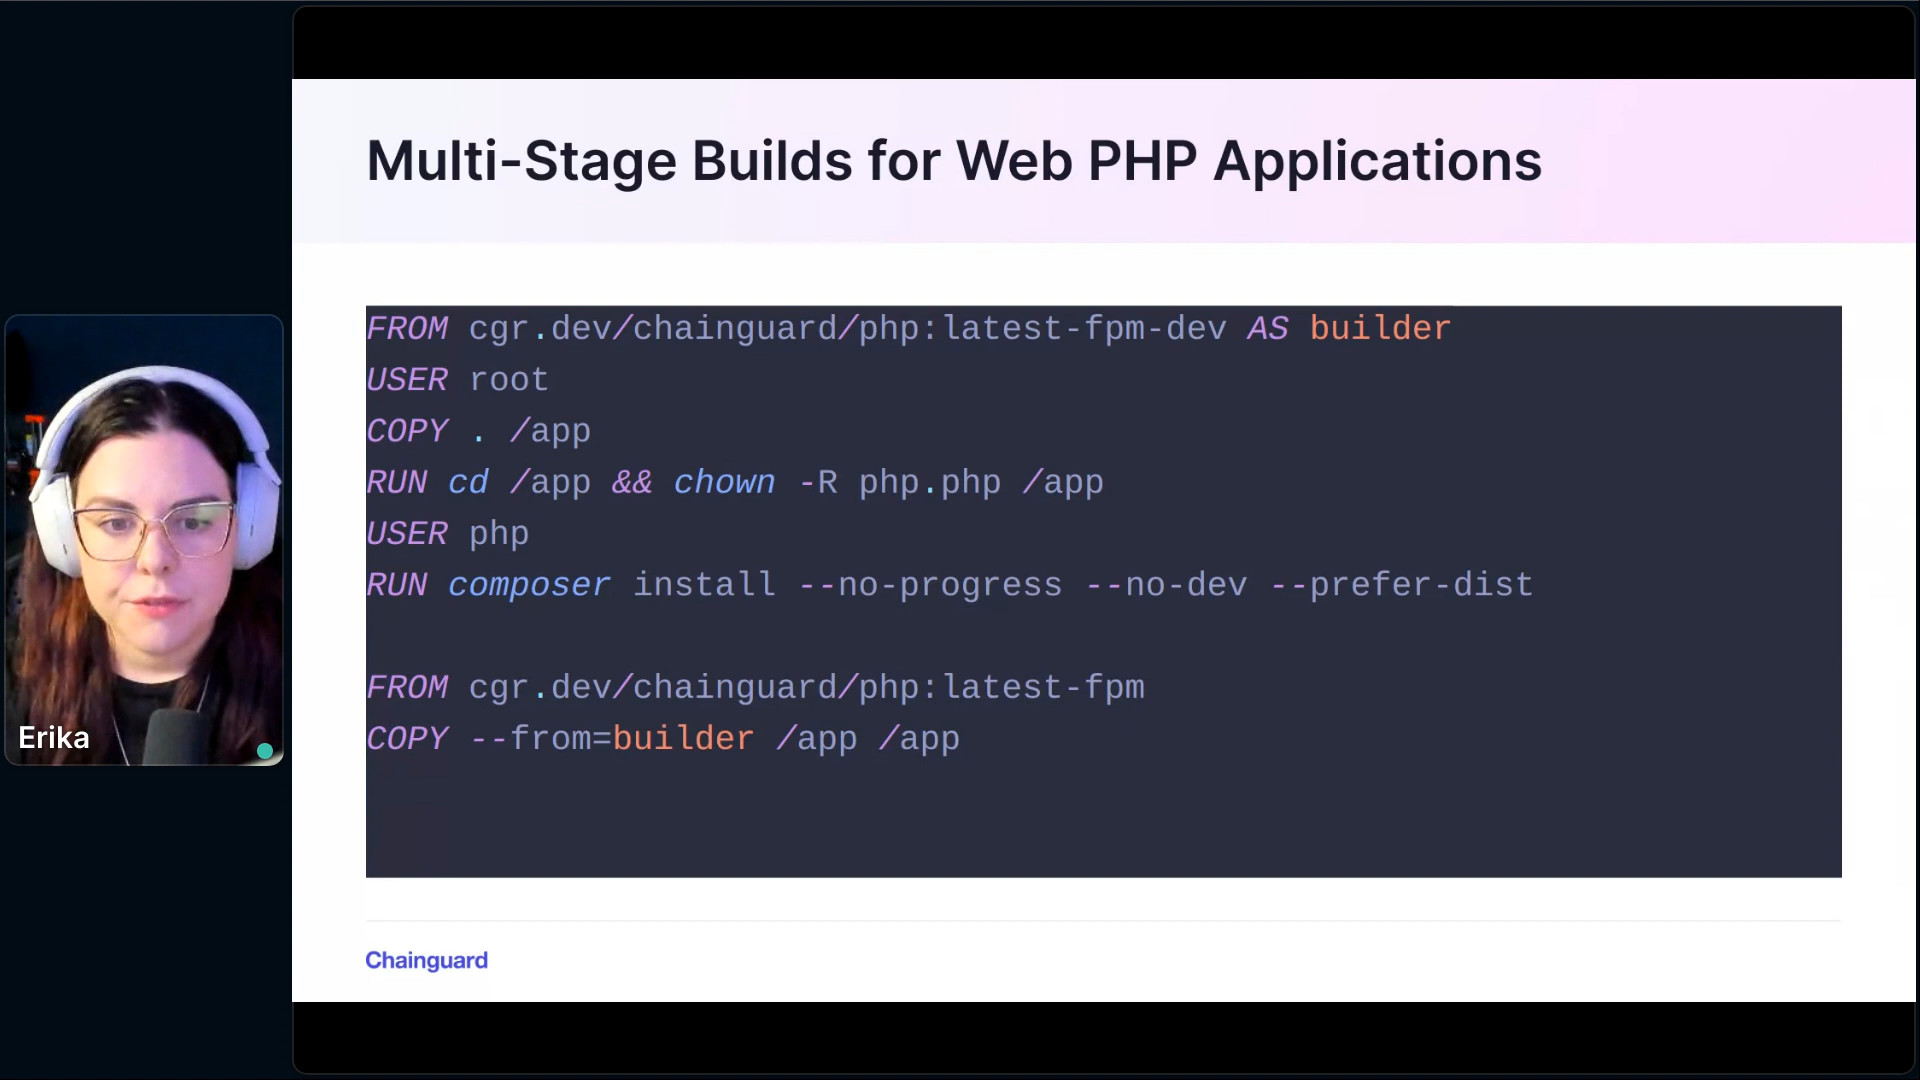 Multi-Stage Builds for Web PHP Applications
FROM cgr.dev/chainguard/php:latest-fpm-dev AS builder
USER root
COPY . /app
RUN cd /app && chown -R php.php /app
USER php
RUN composer install --no-progress --no-dev --prefer-dist
FROM cgr.dev/chainguard/php:latest-fpm
COPY --from=builder /app /app
Erika
Chainguard